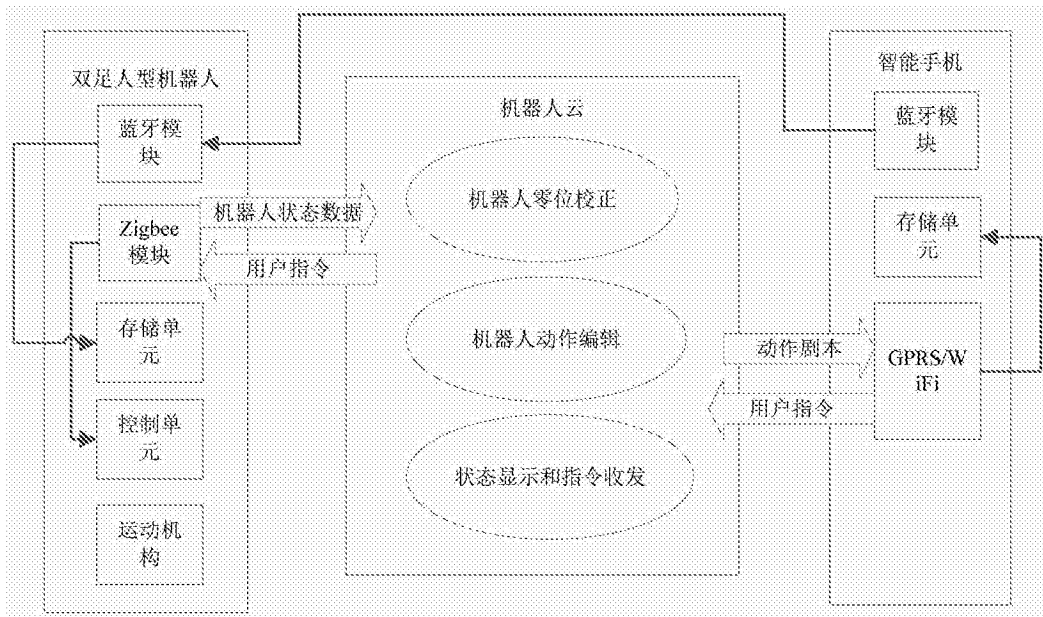 双足人型机器人
蓝牙模
块
Zigbee
模块
存储单
元
控制单
元
运动机
构
机器人状态数据
用户指令
机器人云
机器人零位校正
机器人动作编辑
状态显示和指令收发
动作剧本
用户指令
智能手机
蓝牙模
块
存储单
元
GPRS/W
iFi